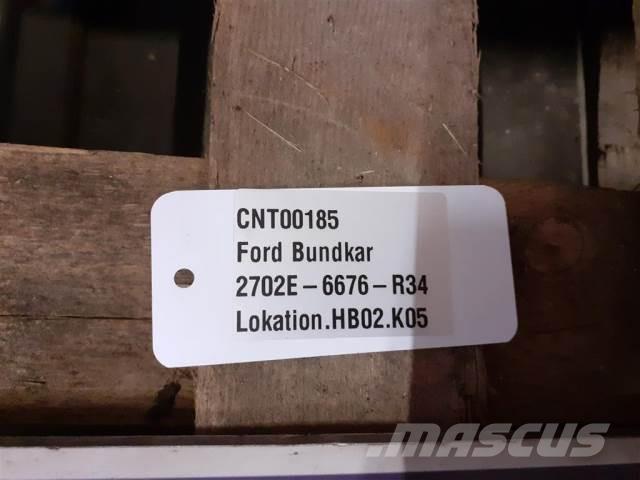 CNT00185
Ford Bundkar
2702E-6676-R34
Lokation.HB02.K05
MASCUS